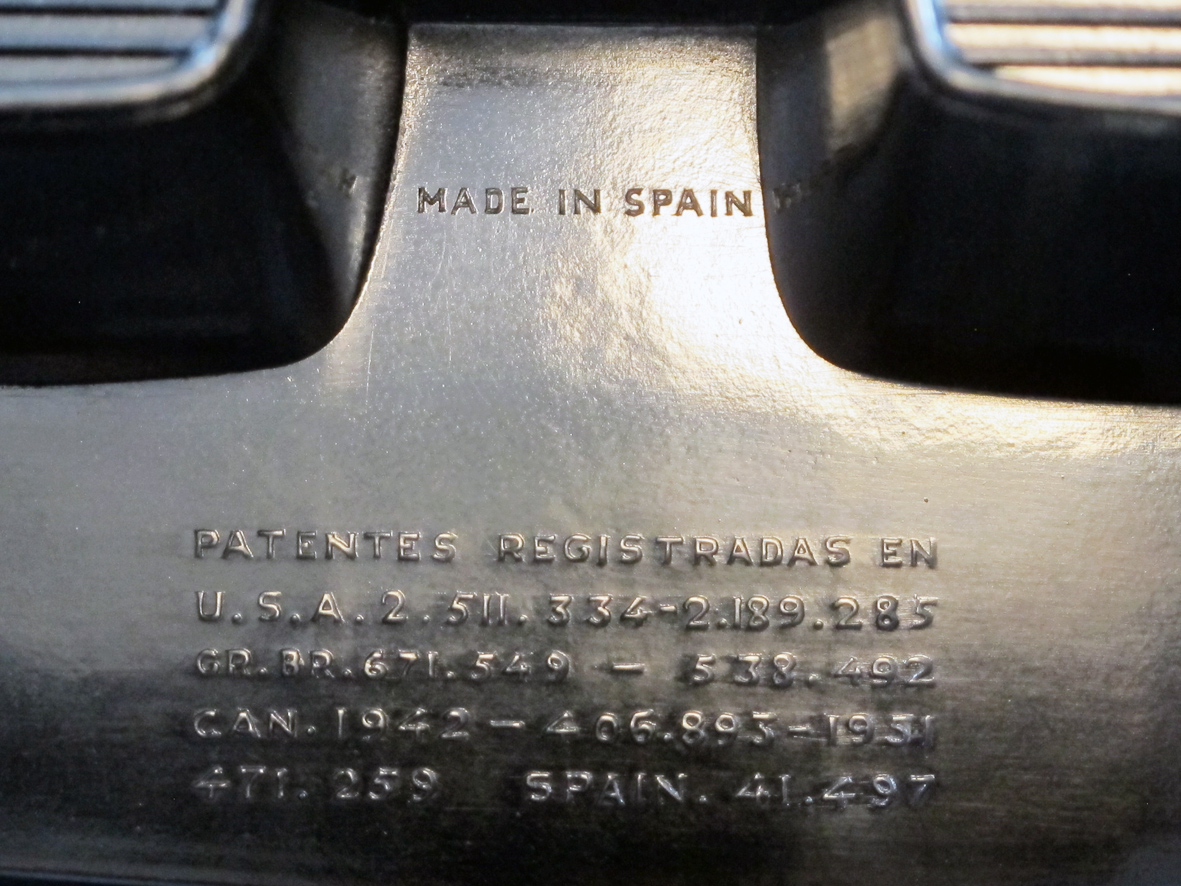 MADE IN SPAIN
PATENTES REGISTRADAS EN
U.S.A. 2.511.334-2.189.285
GR.BR.671.549 - 538.492
CAN. 1942 - 406.893-1951
471.259 SPAIN. 41.497